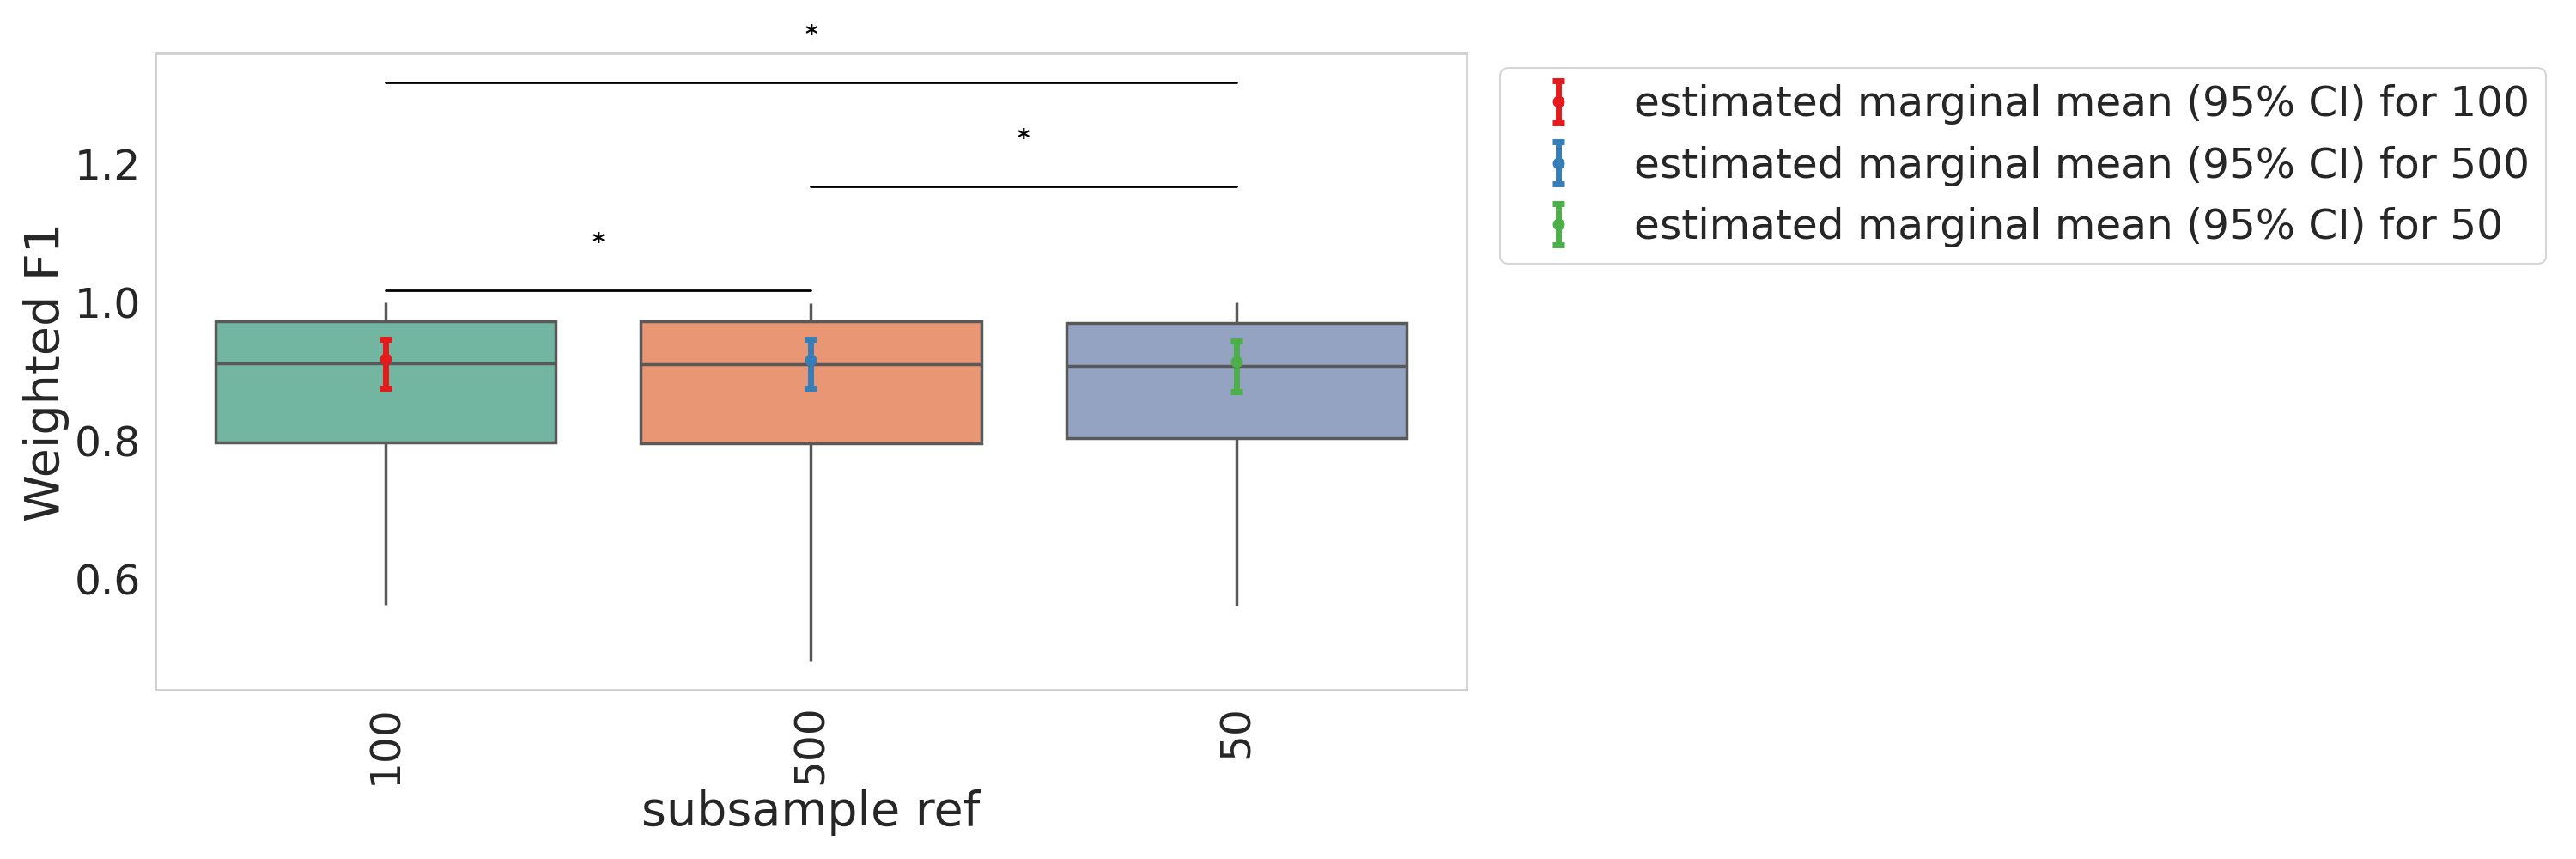 *
*
*
1.2
1.0
0.8
0.6
Weighted F1
100
500
50
subsample ref
estimated marginal mean (95% CI) for 100
estimated marginal mean (95% CI) for 500
estimated marginal mean (95% CI) for 50